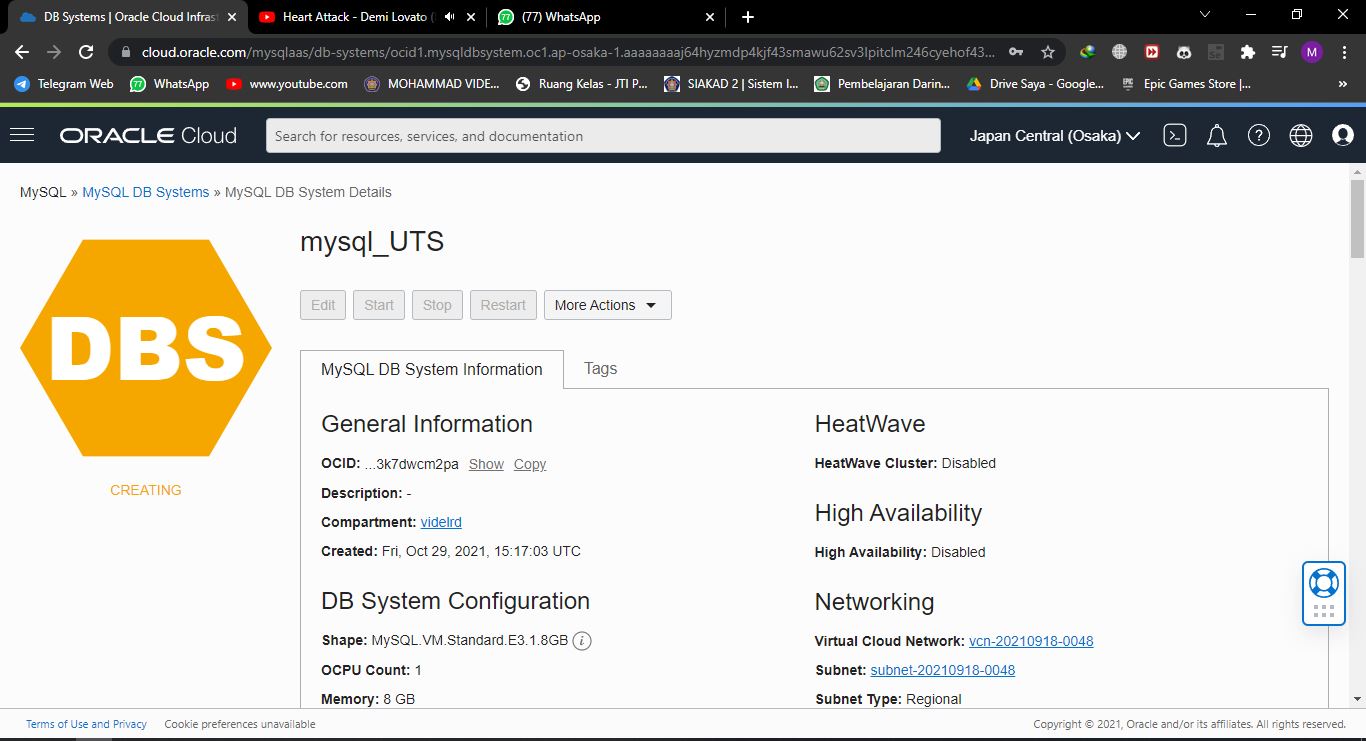 DB Systems | Oracle Cloud Infras
Heart Attack - Demi Lovato (
77
(77) WhatsApp
cloud.oracle.com/mysqlaas/db-systems/ocid1.mysqldbsystem.oc1.ap-osaka-1.aaaaaaaaj64hyzmdp4kjf43smawu62sv3lpitclm246cyehof43...
M
Telegram Web
77
WhatsApp
www.youtube.com
MOHAMMAD VIDE...
Ruang Kelas - JTI P...
SIAKAD 2 | Sistem I...
Pembelajaran Darin...
Drive Saya - Google...
Epic Games Store |...
»
ORACLE Cloud
Search for resources, services, and documentation
Japan Central (Osaka)
MySQL » MySQL DB Systems » MySQL DB System Details
DBS
CREATING
mysql_UTS
Edit
Start
Stop
Restart
More Actions
MySQL DB System Information
Tags
General Information
OCID: ...3k7dwcm2pa Show Copy
Description: -
Compartment: videlrd
Created: Fri, Oct 29, 2021, 15:17:03 UTC
DB System Configuration
Shape: MySQL.VM.Standard.E3.1.8GB
OCPU Count: 1
Memory: 8 GB
HeatWave
HeatWave Cluster: Disabled
High Availability
High Availability: Disabled
Networking
Virtual Cloud Network: vcn-20210918-0048
Subnet: subnet-20210918-0048
Subnet Type: Regional
Terms of Use and Privacy
Cookie preferences unavailable
Copyright © 2021, Oracle and/or its affiliates. All rights reserved.